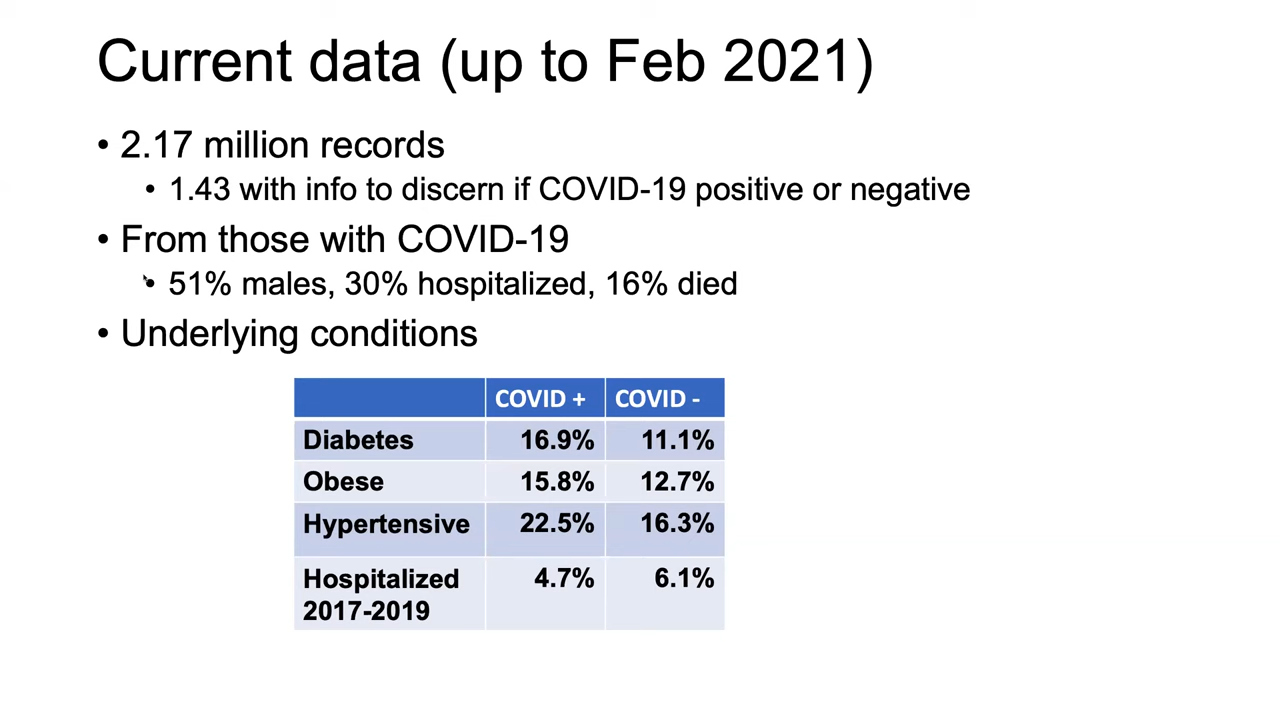 Current data (up to Feb 2021)
• 2.17 million records
• 1.43 with info to discern if COVID-19 positive or negative
• From those with COVID-19
• 51% males, 30% hospitalized, 16% died
• Underlying conditions
COVID + COVID -
Diabetes 16.9% 11.1%
Obese 15.8% 12.7%
Hypertensive 22.5% 16.3%
Hospitalized 4.7% 6.1%
2017-2019